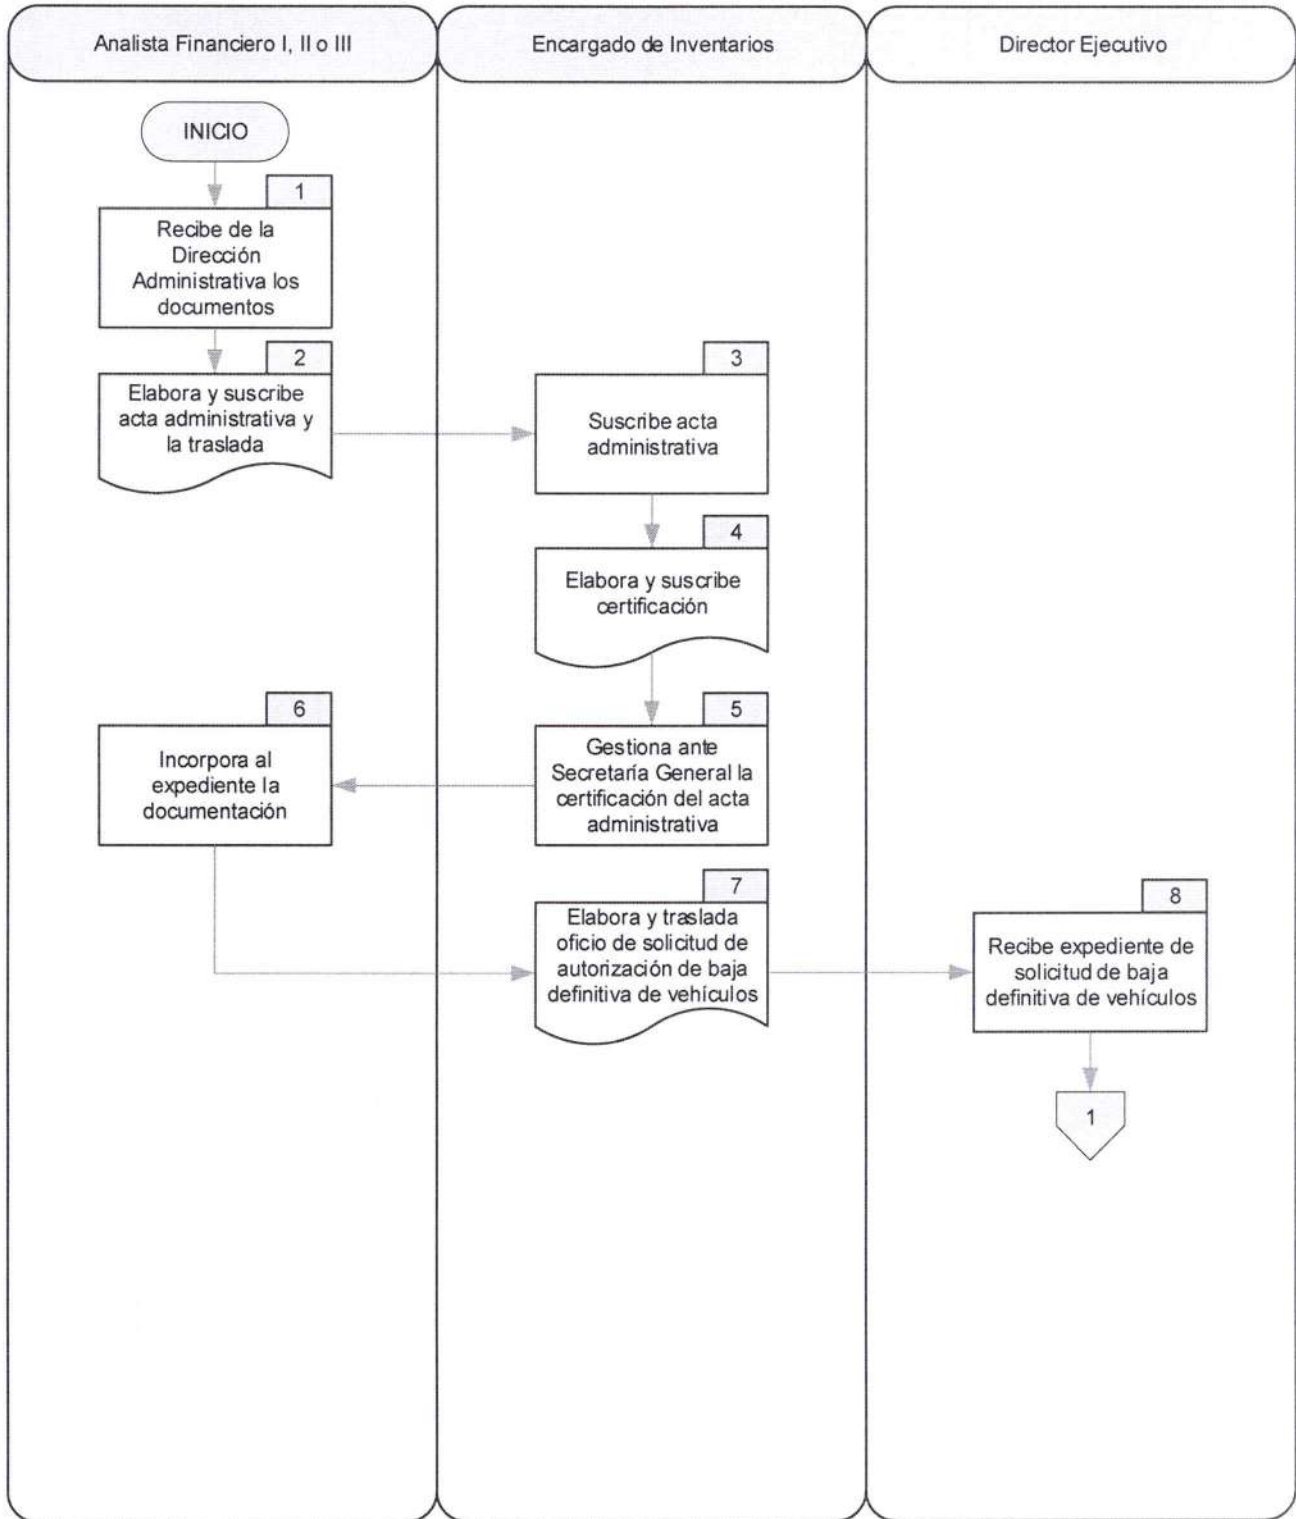 Analista Financiero I, II o III
Encargado de Inventarios
Director Ejecutivo
INICIO
1
Recibe de la
Dirección
Administrativa los
documentos
2
Elabora y suscribe
acta administrativa y
la traslada
3
Suscribe acta
administrativa
4
Elabora y suscribe
certificación
5
Gestiona ante
Secretaría General la
certificación del acta
administrativa
6
Incorpora al
expediente la
documentación
7
Elabora y traslada
oficio de solicitud de
autorización de baja
definitiva de vehículos
8
Recibe expediente de
solicitud de baja
definitiva de vehículos
1